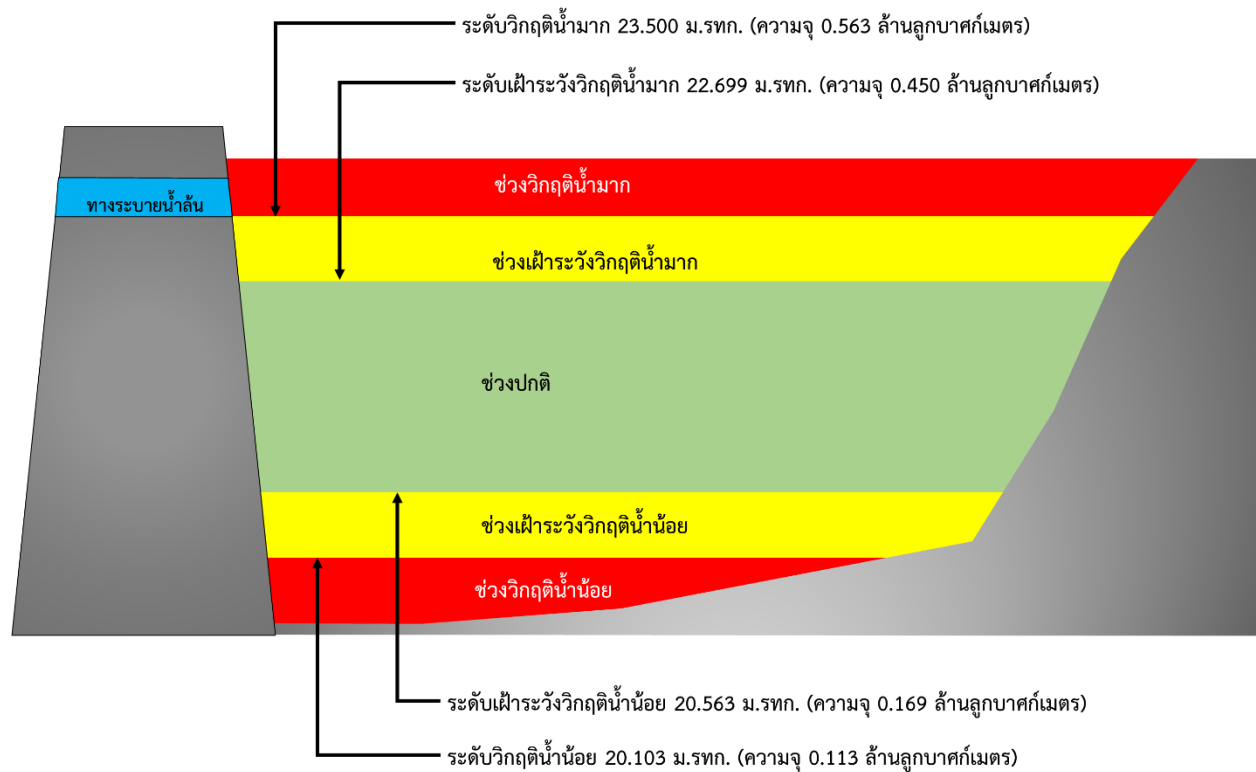 ระดับวิกฤติน้ำมาก 23.500 ม.รทก. (ความจุ 0.563 ล้านลูกบาศก์เมตร)
ระดับเฝ้าระวังวิกฤติน้ำมาก 22.699 ม.รทก. (ความจุ 0.450 ล้านลูกบาศก์เมตร)
ช่วงวิกฤติน้ำมาก
ทางระบายน้ำล้น
ช่วงเฝ้าระวังวิกฤติน้ำมาก
ช่วงปกติ
ช่วงเฝ้าระวังวิกฤติน้ำน้อย
ช่วงวิกฤติน้ำน้อย
ระดับเฝ้าระวังวิกฤติน้ำน้อย 20.563 ม.รทก. (ความจุ 0.169 ล้านลูกบาศก์เมตร)
ระดับวิกฤติน้ำน้อย 20.103 ม.รทก. (ความจุ 0.113 ล้านลูกบาศก์เมตร)